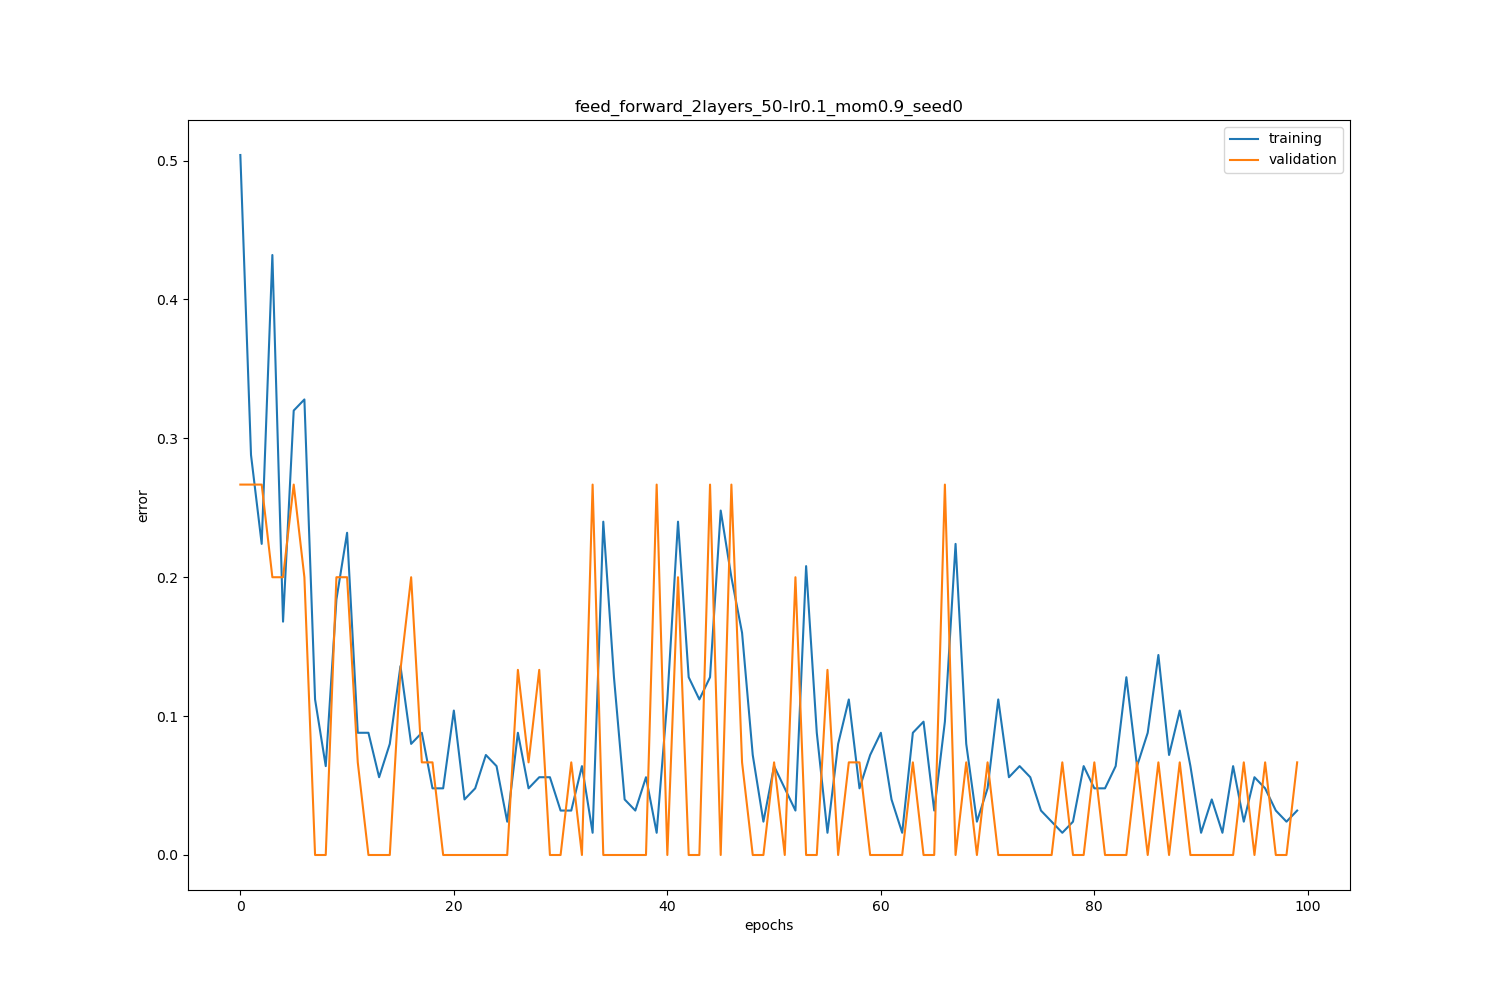 feed_forward_2layers_50-lr0.1_mom0.9_seed0
training
validation
0.5
0.4
0.3
0.2
0.1
0.0
error
0 20 40 60 80 100
epochs